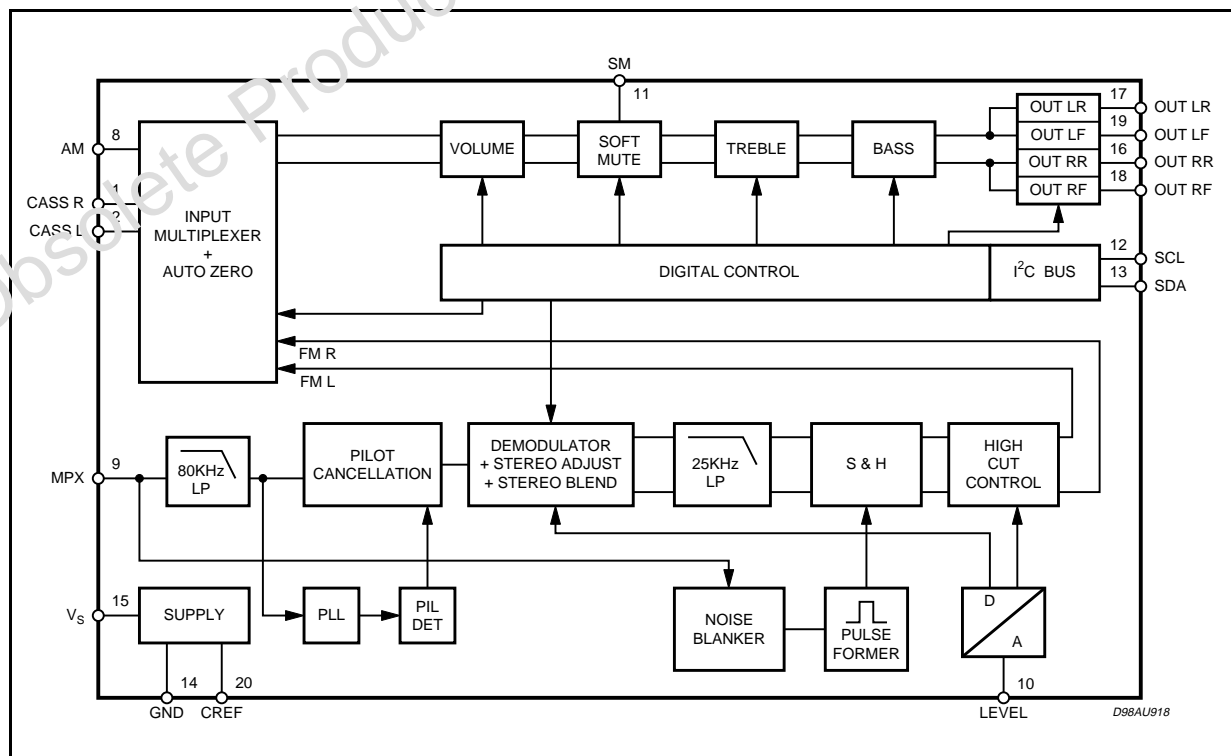 Obsolete Produc
SM
11
AM
8
CASS R
1
CASS L
2
INPUT
MULTIPLEXER
+
AUTO ZERO
VOLUME
SOFT
MUTE
TREBLE
BASS
OUT LR
OUT LF
OUT RR
OUT RF
17
OUT LR
19
OUT LF
16
OUT RR
18
OUT RF
DIGITAL CONTROL
I²C BUS
12
SCL
13
SDA
FM R
FM L
MPX
9
80KHz
LP
PILOT
CANCELLATION
DEMODULATOR
+ STEREO ADJUST
+ STEREO BLEND
25KHz
LP
S & H
HIGH
CUT
CONTROL
VS
15
SUPPLY
PLL
PIL
DET
NOISE
BLANKER
PULSE
FORMER
D
A
14
GND
20
CREF
10
LEVEL
D98AU918